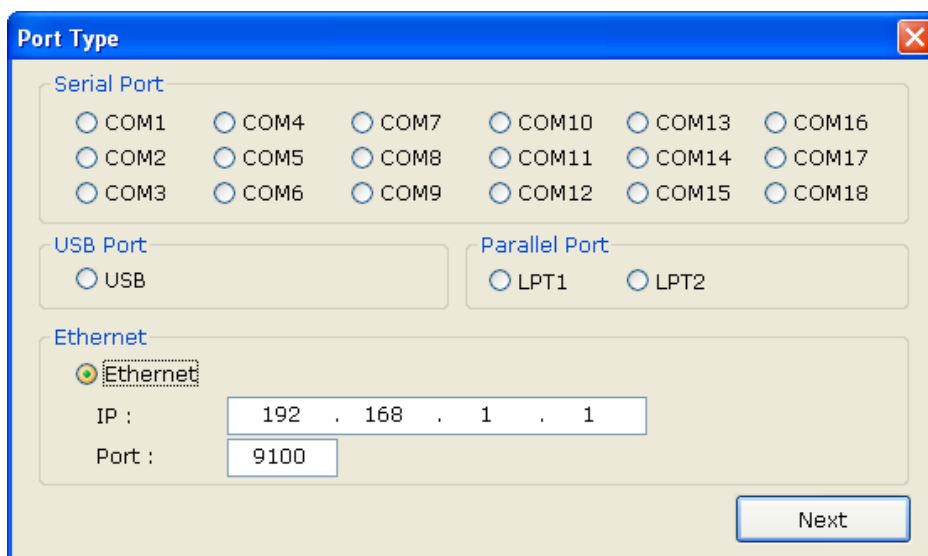 Port Type
Serial Port
COM1 COM4 COM7 COM10 COM13 COM16
COM2 COM5 COM8 COM11 COM14 COM17
COM3 COM6 COM9 COM12 COM15 COM18
USB Port
USB
Parallel Port
LPT1 LPT2
Ethernet
Ethernet
IP : 192 . 168 . 1 . 1
Port : 9100
Next